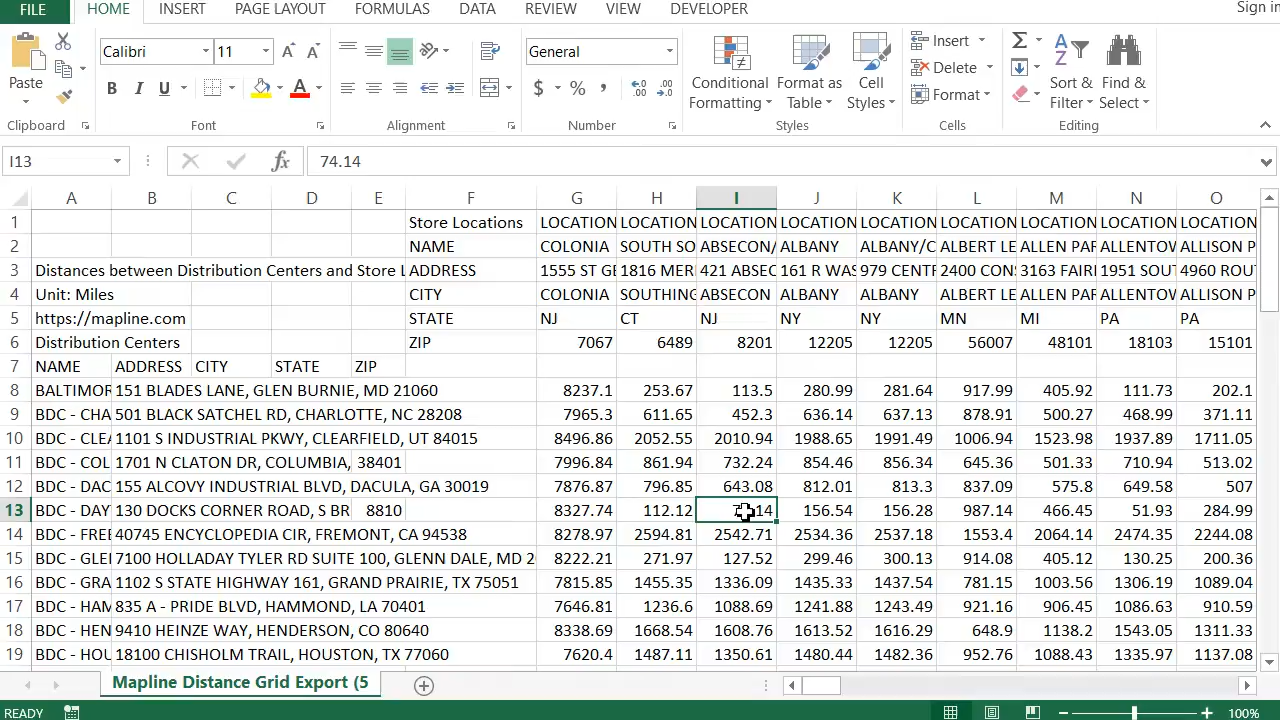 FILE HOME INSERT PAGE LAYOUT FORMULAS DATA REVIEW VIEW DEVELOPER Sign in
Calibri 11 General Insert
Paste B I U $ % , Conditional Format as Cell Delete Sort & Find &
Formatting Table Styles Format Filter Select
Clipboard Font Alignment Number Styles Cells Editing
I13 fx 74.14
A B C D E F G H I J K L M N O
1 Store Locations LOCATION LOCATION LOCATION LOCATION LOCATION LOCATION LOCATION LOCATION LOCATION
2 NAME COLONIA SOUTH SO ABSECON/ ALBANY ALBANY/C ALBERT LE ALLEN PAR ALLENTOW ALLISON P
3 Distances between Distribution Centers and Store L ADDRESS 1555 ST GE 1816 MER 421 ABSEC 161 R WAS 979 CENTR 2400 CONS 3163 FAIR 1951 SOUT 4960 ROUT
4 Unit: Miles CITY COLONIA SOUTHING ABSECON ALBANY ALBANY ALBERT LE ALLEN PAR ALLENTOW ALLISON P
5 https://mapline.com STATE NJ CT NJ NY NY MN MI PA PA
6 Distribution Centers ZIP 7067 6489 8201 12205 12205 56007 48101 18103 15101
7 NAME ADDRESS CITY STATE ZIP
8 BALTIMOR 151 BLADES LANE, GLEN BURNIE, MD 21060 8237.1 253.67 113.5 280.99 281.64 917.99 405.92 111.73 202.1
9 BDC - CHA 501 BLACK SATCHEL RD, CHARLOTTE, NC 28208 7965.3 611.65 452.3 636.14 637.13 878.91 500.27 468.99 371.11
10 BDC - CLEA 1101 S INDUSTRIAL PKWY, CLEARFIELD, UT 84015 8496.86 2052.55 2010.94 1988.65 1991.49 1006.94 1523.98 1937.89 1711.05
11 BDC - COL 1701 N CLATON DR, COLUMBIA, 38401 7996.84 861.94 732.24 854.46 856.34 645.36 501.33 710.94 513.02
12 BDC - DAC 155 ALCOVY INDUSTRIAL BLVD, DACULA, GA 30019 7876.87 796.85 643.08 812.01 813.3 837.09 575.8 649.58 507
13 BDC - DAY 130 DOCKS CORNER ROAD, S BR 8810 8327.74 112.12 74.14 156.54 156.28 987.14 466.45 51.93 284.99
14 BDC - FREE 40745 ENCYCLOPEDIA CIR, FREMONT, CA 94538 8278.97 2594.81 2542.71 2534.36 2537.18 1553.4 2064.14 2474.35 2244.08
15 BDC - GLEI 7100 HOLLADAY TYLER RD SUITE 100, GLENN DALE, MD 2 8222.21 271.97 127.52 299.46 300.13 914.08 405.12 130.25 200.36
16 BDC - GRA 1102 S STATE HIGHWAY 161, GRAND PRAIRIE, TX 75051 7815.85 1455.35 1336.09 1435.33 1437.54 781.15 1003.56 1306.19 1089.04
17 BDC - HAM 835 A - PRIDE BLVD, HAMMOND, LA 70401 7646.81 1236.6 1088.69 1241.88 1243.49 921.16 906.45 1086.63 910.59
18 BDC - HEN 9410 HEINZE WAY, HENDERSON, CO 80640 8338.69 1668.54 1608.76 1613.52 1616.29 648.9 1138.2 1543.05 1311.33
19 BDC - HOU 18100 CHISHOLM TRAIL, HOUSTON, TX 77060 7620.4 1487.11 1350.61 1480.44 1482.36 952.76 1088.43 1335.97 1137.08
Mapline Distance Grid Export (5
READY 100%